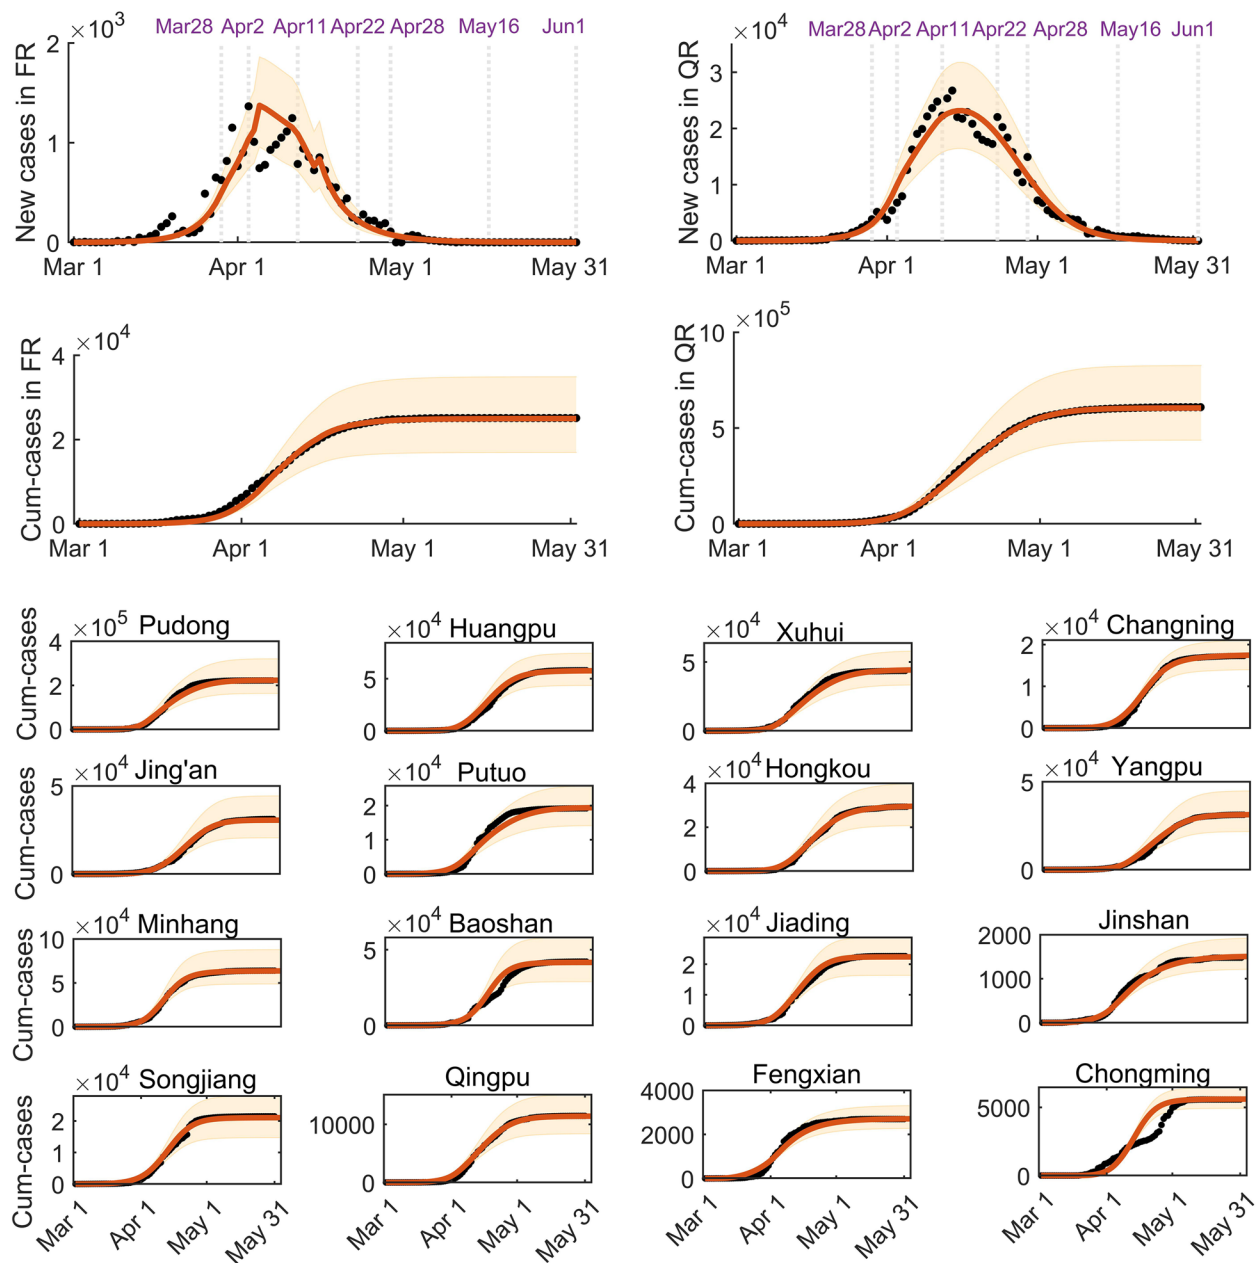 Mar28 Apr2 Apr11 Apr22 Apr28 May16 Jun1
Mar28 Apr2 Apr11 Apr22 Apr28 May16 Jun1
×10³
New cases in FR
2
1
0
Mar 1 Apr 1 May 1 May 31
×10⁴
New cases in QR
3
2
1
0
Mar 1 Apr 1 May 1 May 31
×10⁴
Cum-cases in FR
4
2
0
Mar 1 Apr 1 May 1 May 31
×10⁵
Cum-cases in QR
10
5
0
Mar 1 Apr 1 May 1 May 31
Cum-cases
×10⁵ Pudong
4
2
0
×10⁴ Huangpu
5
0
×10⁴ Xuhui
5
0
×10⁴ Changning
2
1
0
Cum-cases
×10⁴ Jing'an
5
0
×10⁴ Putuo
2
1
0
×10⁴ Hongkou
4
2
0
×10⁴ Yangpu
5
0
Cum-cases
×10⁴ Minhang
10
5
0
×10⁴ Baoshan
5
0
×10⁴ Jiading
2
1
0
Jinshan
2000
1000
0
Cum-cases
×10⁴ Songjiang
2
1
0
Mar 1 Apr 1 May 1 May 31
Qingpu
10000
0
Mar 1 Apr 1 May 1 May 31
Fengxian
4000
2000
0
Mar 1 Apr 1 May 1 May 31
Chongming
5000
0
Mar 1 Apr 1 May 1 May 31